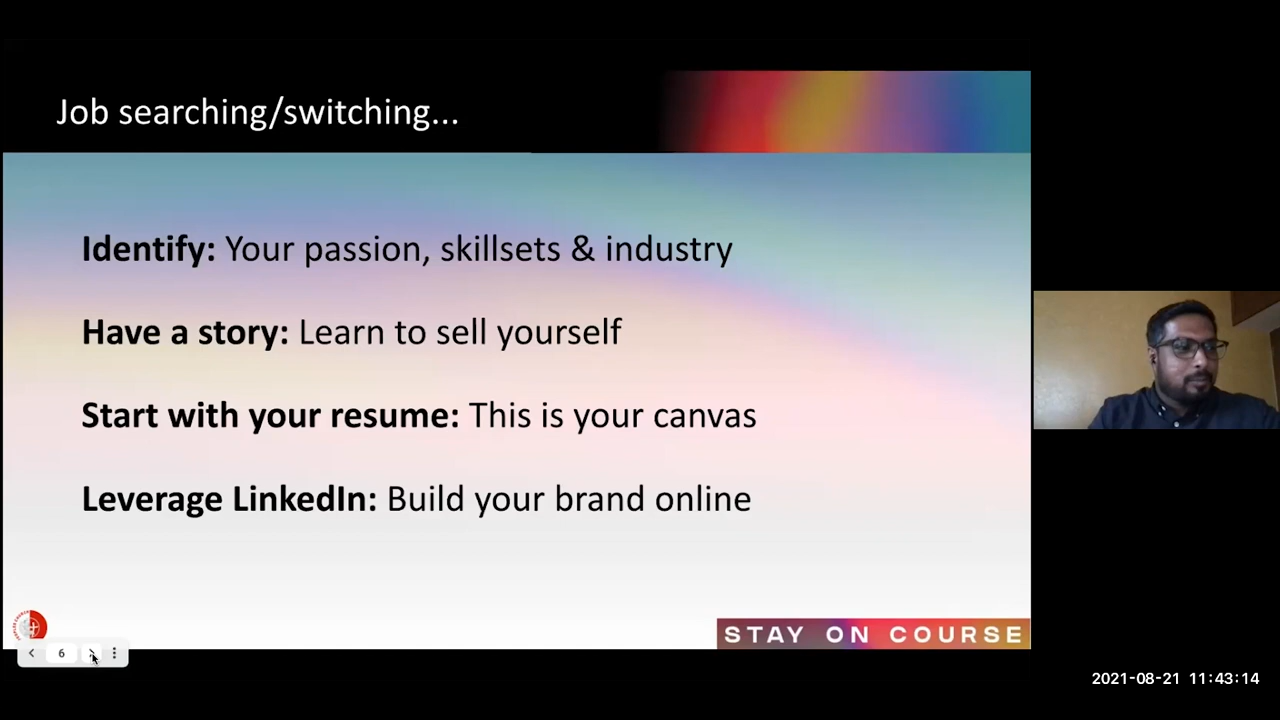 Job searching/switching...
Identify: Your passion, skillsets & industry
Have a story: Learn to sell yourself
Start with your resume: This is your canvas
Leverage LinkedIn: Build your brand online
STAY ON COURSE
6
2021-08-21 11:43:14